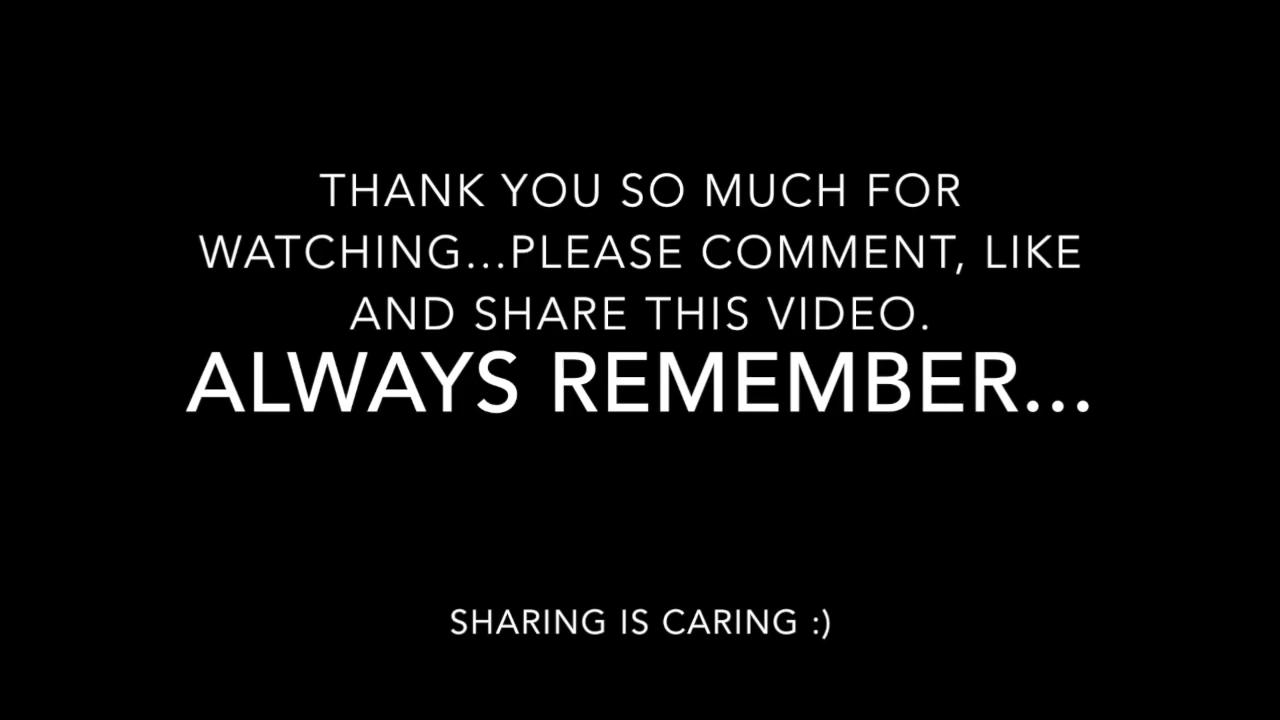 THANK YOU SO MUCH FOR
WATCHING...PLEASE COMMENT, LIKE
AND SHARE THIS VIDEO.
ALWAYS REMEMBER...
SHARING IS CARING :)